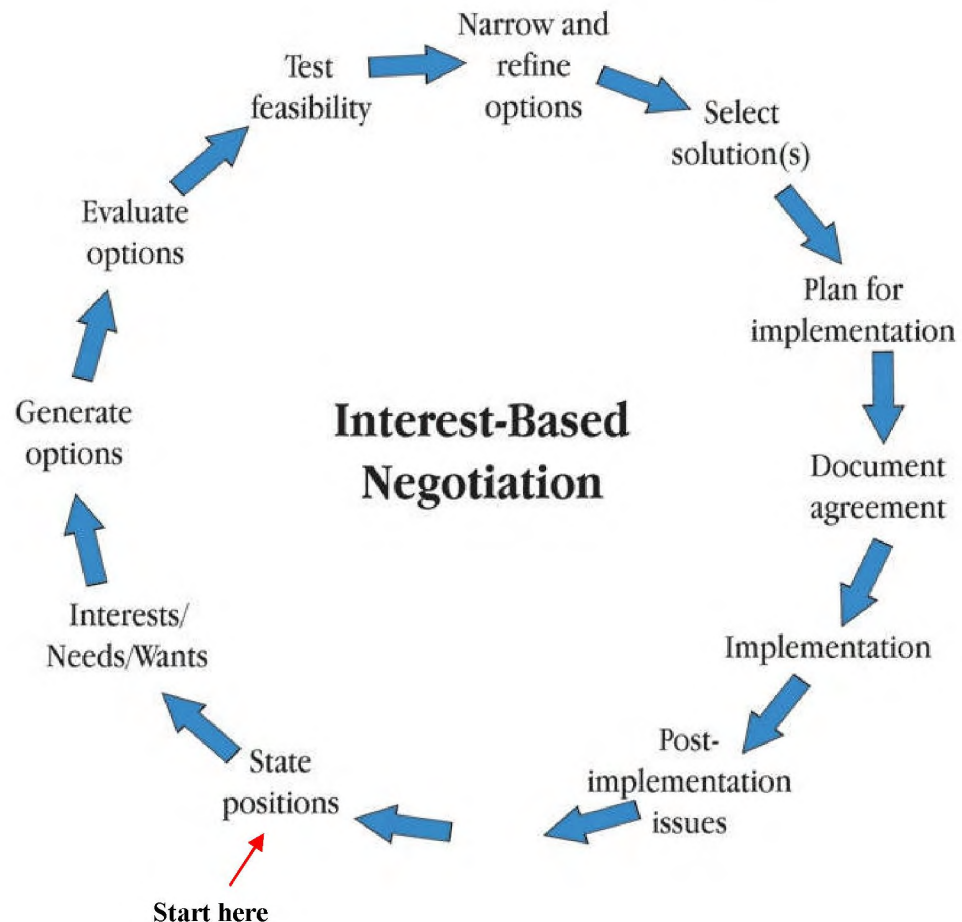 Narrow and
refine
options
Select
solution(s)
Plan for
implementation
Document
agreement
Implementation
Post-
implementation
issues
State
positions
Start here
Interests/
Needs/Wants
Generate
options
Evaluate
options
Test
feasibility
Interest-Based
Negotiation